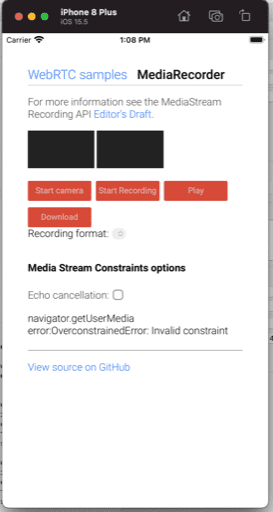 iPhone 8 Plus
iOS 15.5
Carrier
1:08 PM
WebRTC samples MediaRecorder
For more information see the MediaStream
Recording API Editor's Draft.
Start camera
Start Recording
Play
Download
Recording format:
Media Stream Constraints options
Echo cancellation:
navigator.getUserMedia
error:OverconstrainedError: Invalid constraint
View source on GitHub